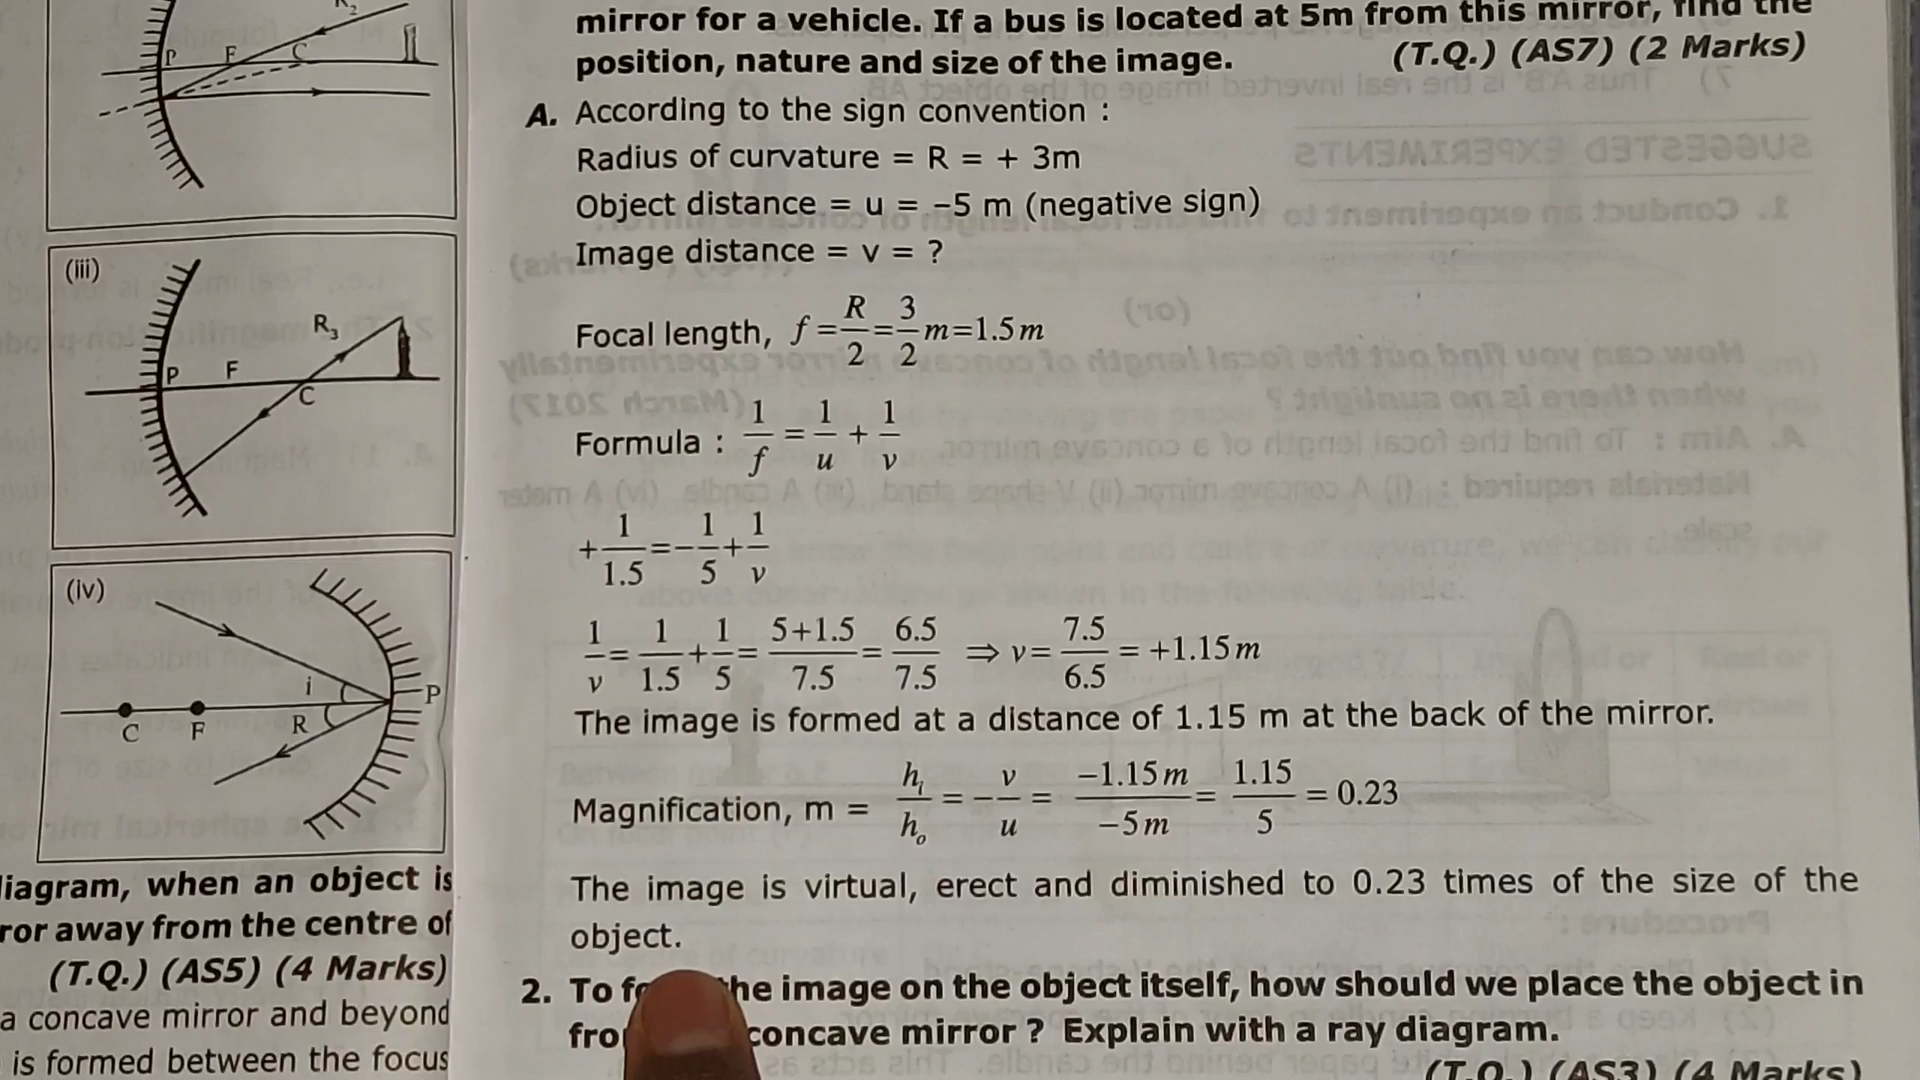 R₂
P F C
(iii)
R₃
P F
C
(iv)
i
P
C F R
diagram, when an object is
ror away from the centre of
(T.Q.) (AS5) (4 Marks)
a concave mirror and beyond
is formed between the focus
mirror for a vehicle. If a bus is located at 5m from this mirror, find the
position, nature and size of the image. (T.Q.) (AS7) (2 Marks)
A. According to the sign convention :
Radius of curvature = R = + 3m
Object distance = u = −5 m (negative sign)
Image distance = v = ?
Focal length, f = R/2 = 3/2 m = 1.5 m
Formula : 1/f = 1/u + 1/v
+ 1/1.5 = − 1/5 + 1/v
1/v = 1/1.5 + 1/5 = 5+1.5/7.5 = 6.5/7.5 ⇒ v = 7.5/6.5 = +1.15 m
The image is formed at a distance of 1.15 m at the back of the mirror.
Magnification, m = hᵢ/hₒ = − v/u = −1.15 m/−5 m = 1.15/5 = 0.23
The image is virtual, erect and diminished to 0.23 times of the size of the
object.
2. To the image on the object itself, how should we place the object in
concave mirror ? Explain with a ray diagram.
(T.Q.) (AS3) (4 Marks)